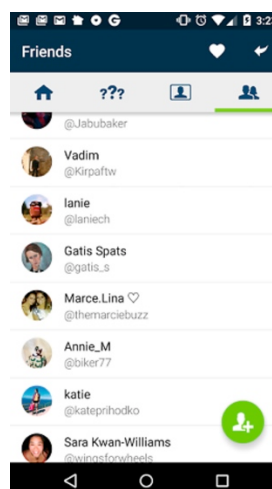 3:2
Friends
???
@Jabubaker
Vadim
@Kirpaftw
lanie
@laniech
Gatis Spats
@gatis_s
Marce.Lina ♡
@themarciebuzz
Annie_M
@biker77
katie
@kateprihodko
Sara Kwan-Williams
@wingsforwheels